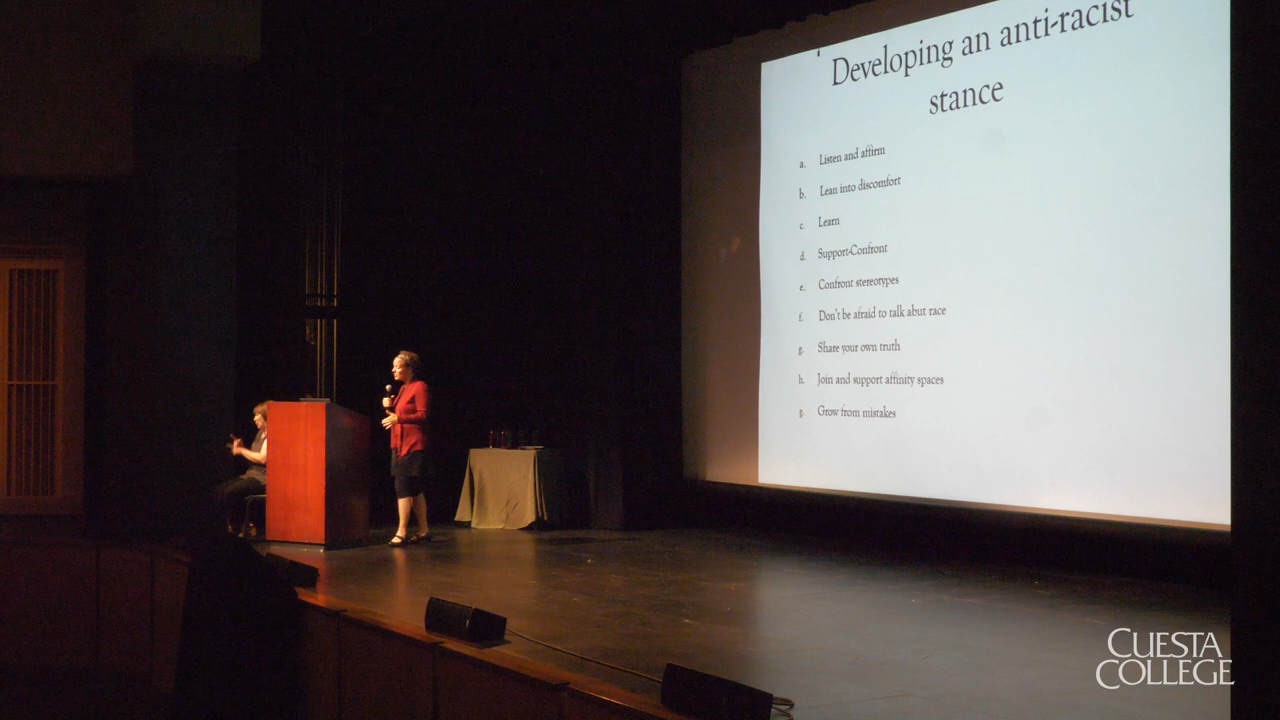 Developing an anti-racist
stance
a. Listen and affirm
b. Lean into discomfort
c. Learn
d. Support-Confront
e. Confront stereotypes
f. Don't be afraid to talk abut race
g. Share your own truth
h. Join and support affinity spaces
g. Grow from mistakes
CUESTA
COLLEGE